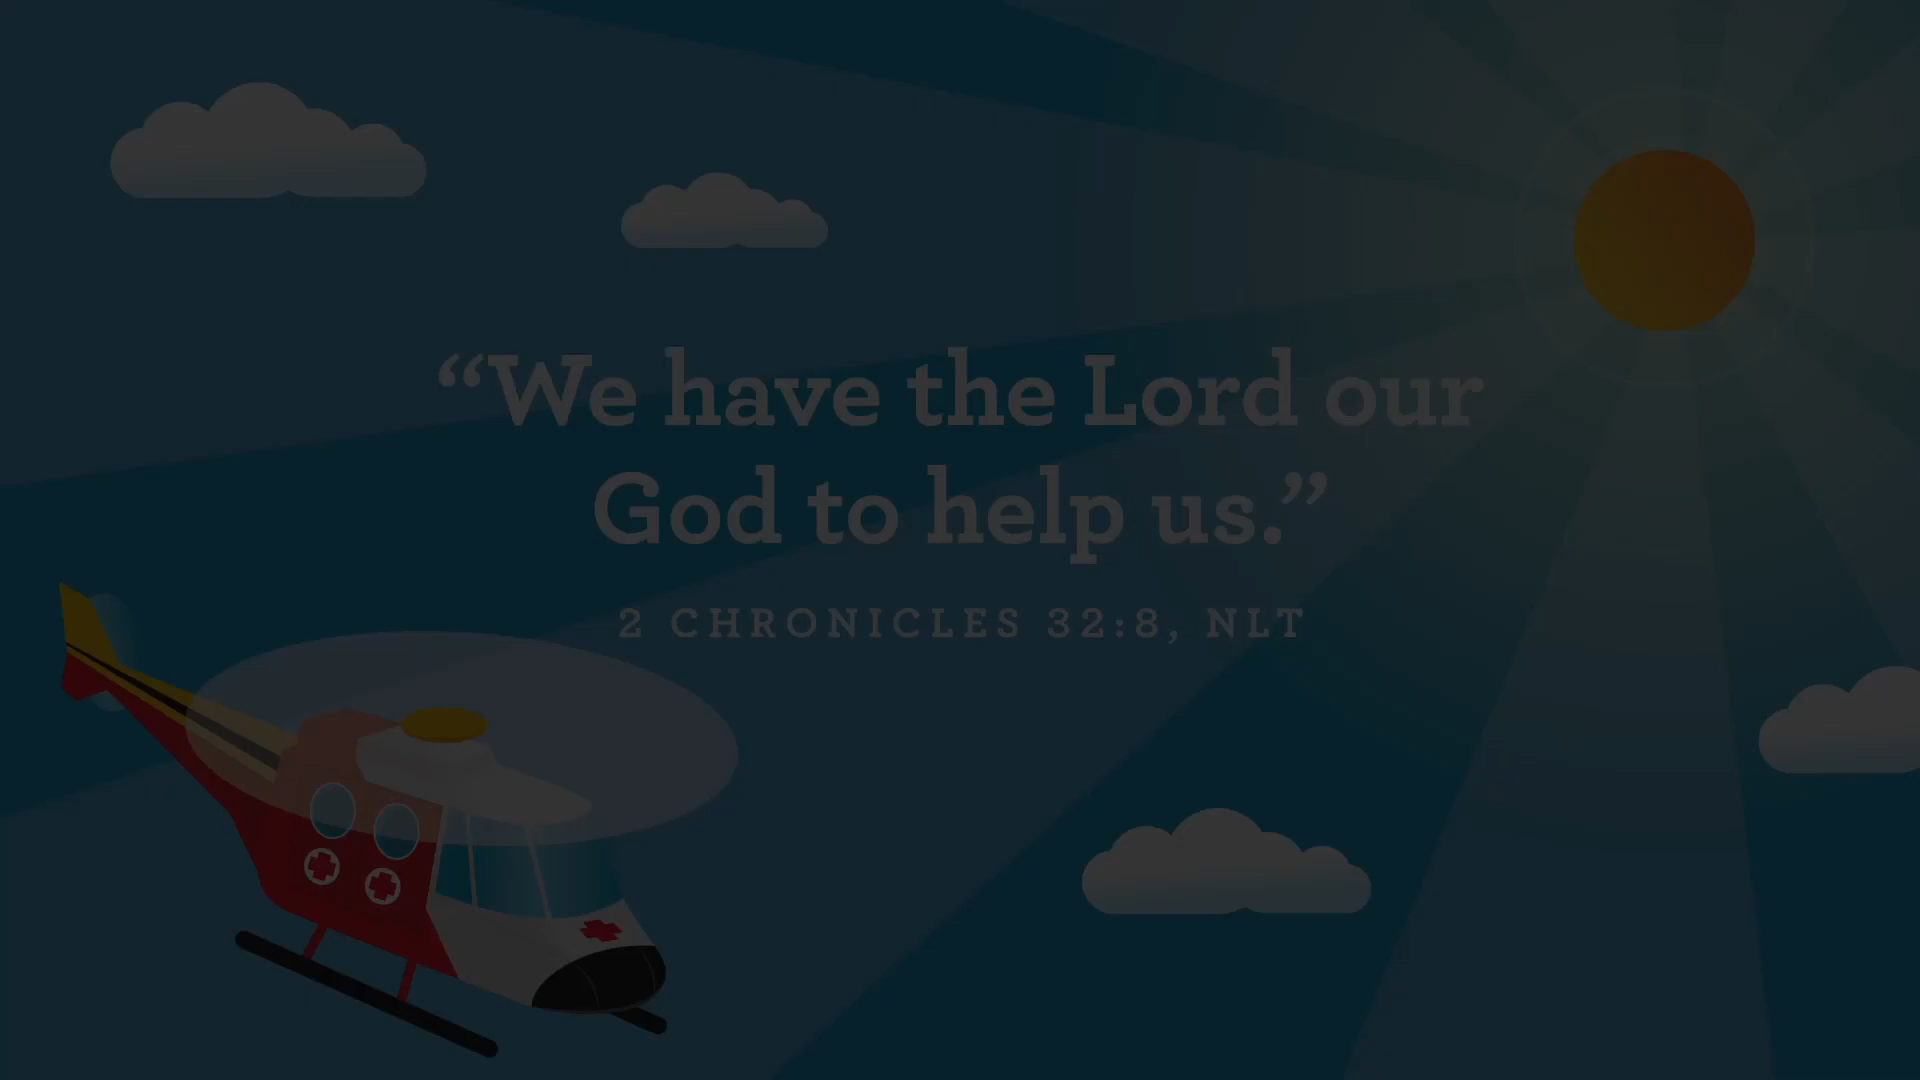 “We have the Lord our
God to help us.”
2 CHRONICLES 32:8, NLT